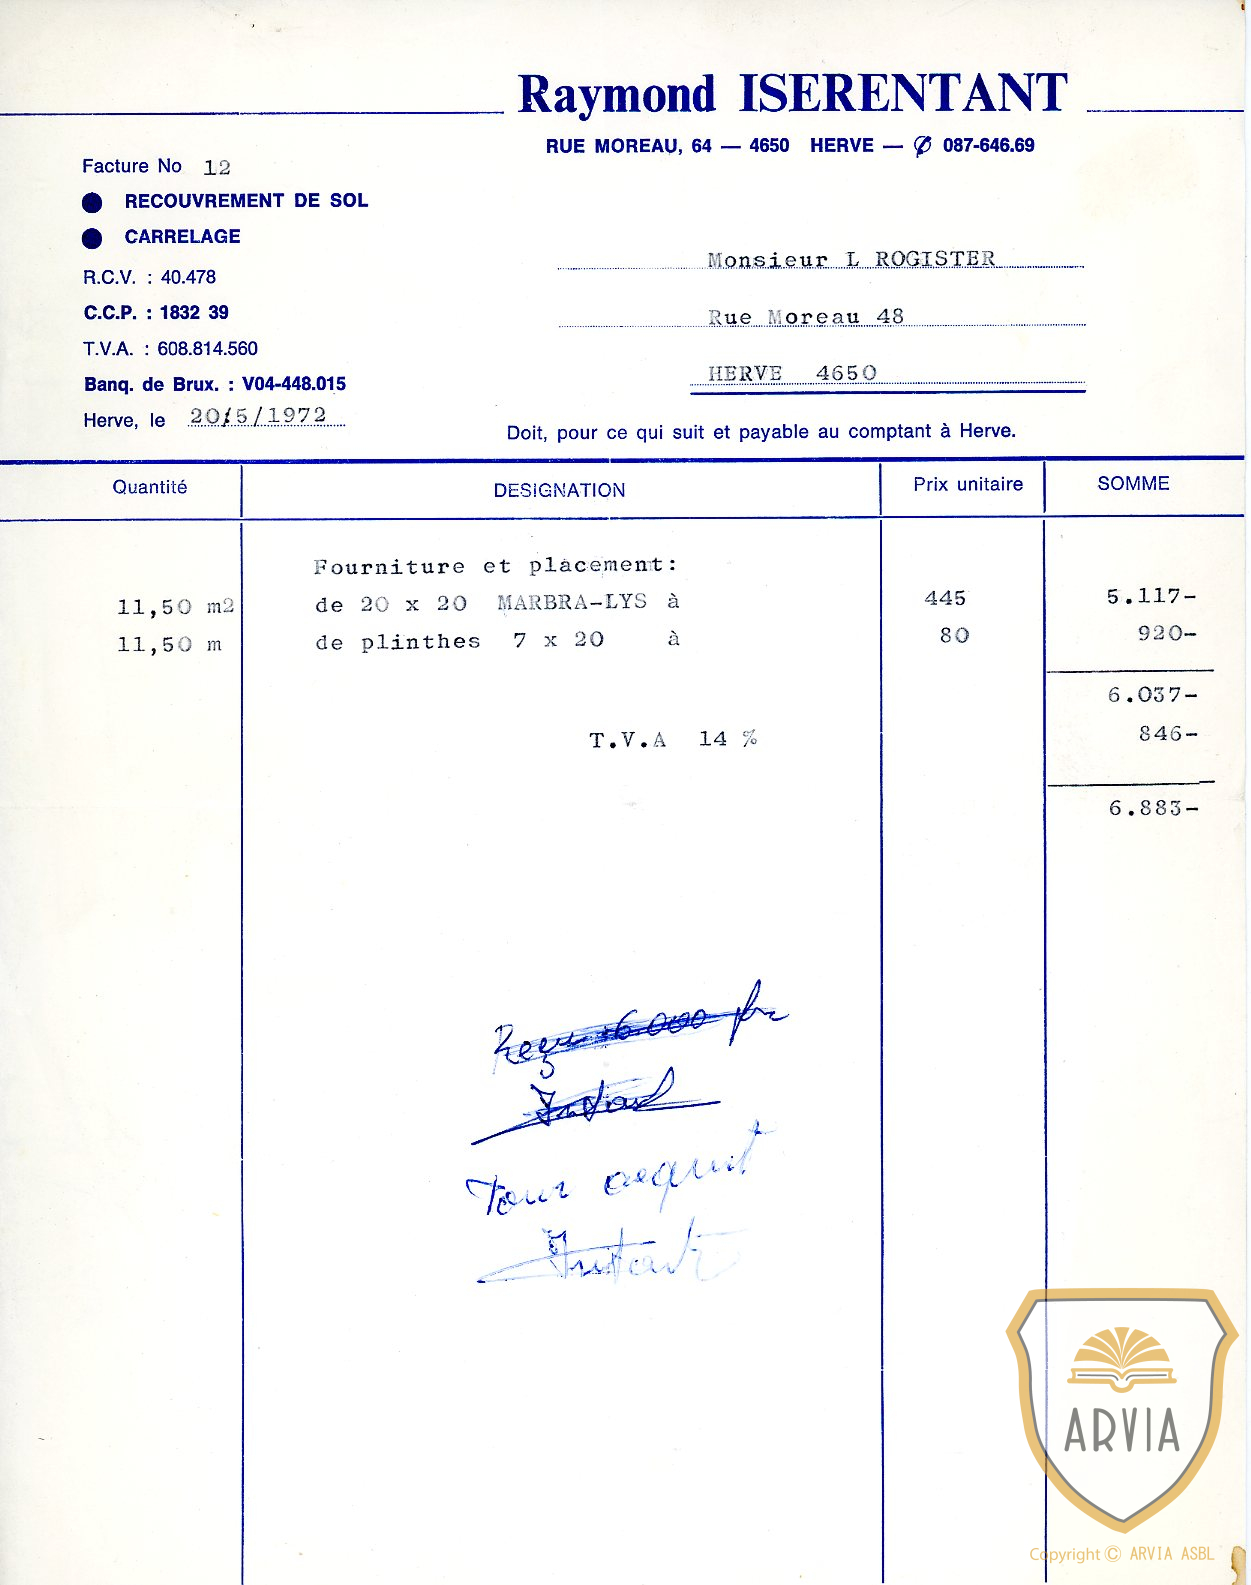 Raymond ISERENTANT
RUE MOREAU, 64 — 4650 HERVE — ✆ 087-646.69
Facture No 12
● RECOUVREMENT DE SOL
● CARRELAGE
R.C.V. : 40.478
C.C.P. : 1832 39
T.V.A. : 608.814.560
Banq. de Brux. : V04-448.015
Herve, le 20/5/1972
Monsieur L ROGISTER
Rue Moreau 48
HERVE 4650
Doit, pour ce qui suit et payable au comptant à Herve.
Quantité DESIGNATION Prix unitaire SOMME
Fourniture et placement:
11,50 m2 de 20 x 20 MARBRA-LYS à 445 5.117-
11,50 m de plinthes 7 x 20 à 80 920-
6.037-
T.V.A 14 % 846-
6.883-
Reçu 6.000 frs
Pour acquit
ARVIA
Copyright © ARVIA ASBL